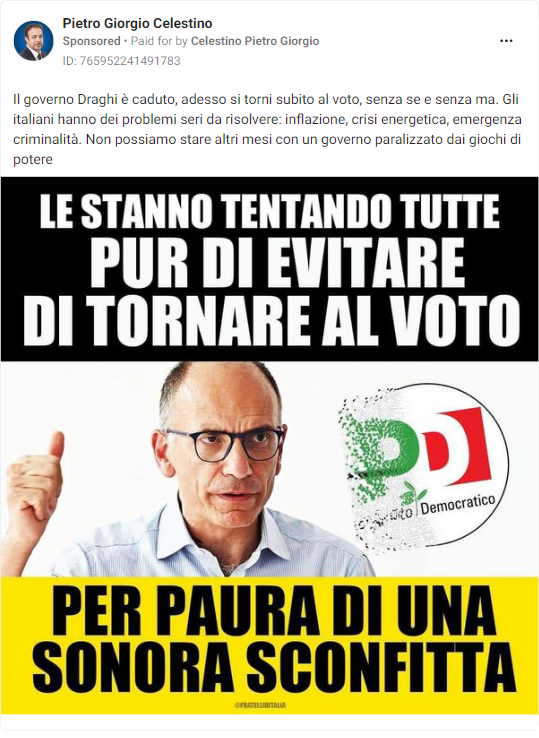 Pietro Giorgio Celestino
Sponsored • Paid for by Celestino Pietro Giorgio
ID: 765952241491783
Il governo Draghi è caduto, adesso si torni subito al voto, senza se e senza ma. Gli
italiani hanno dei problemi seri da risolvere: inflazione, crisi energetica, emergenza
criminalità. Non possiamo stare altri mesi con un governo paralizzato dai giochi di
potere
LE STANNO TENTANDO TUTTE
PUR DI EVITARE
DI TORNARE AL VOTO
PD
Democratico
PER PAURA DI UNA
SONORA SCONFITTA
@FRATELLIDITALIA